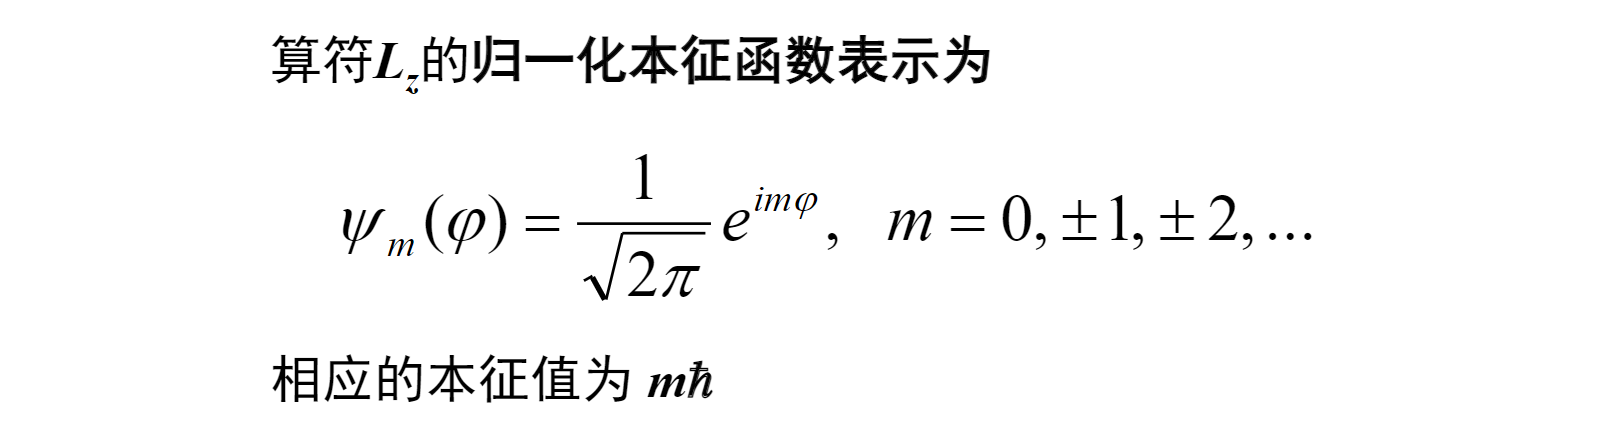 算符Lz的归一化本征函数表示为
ψm(φ) = 1/√2π e^imφ, m = 0, ±1, ±2, ...
相应的本征值为 mħ